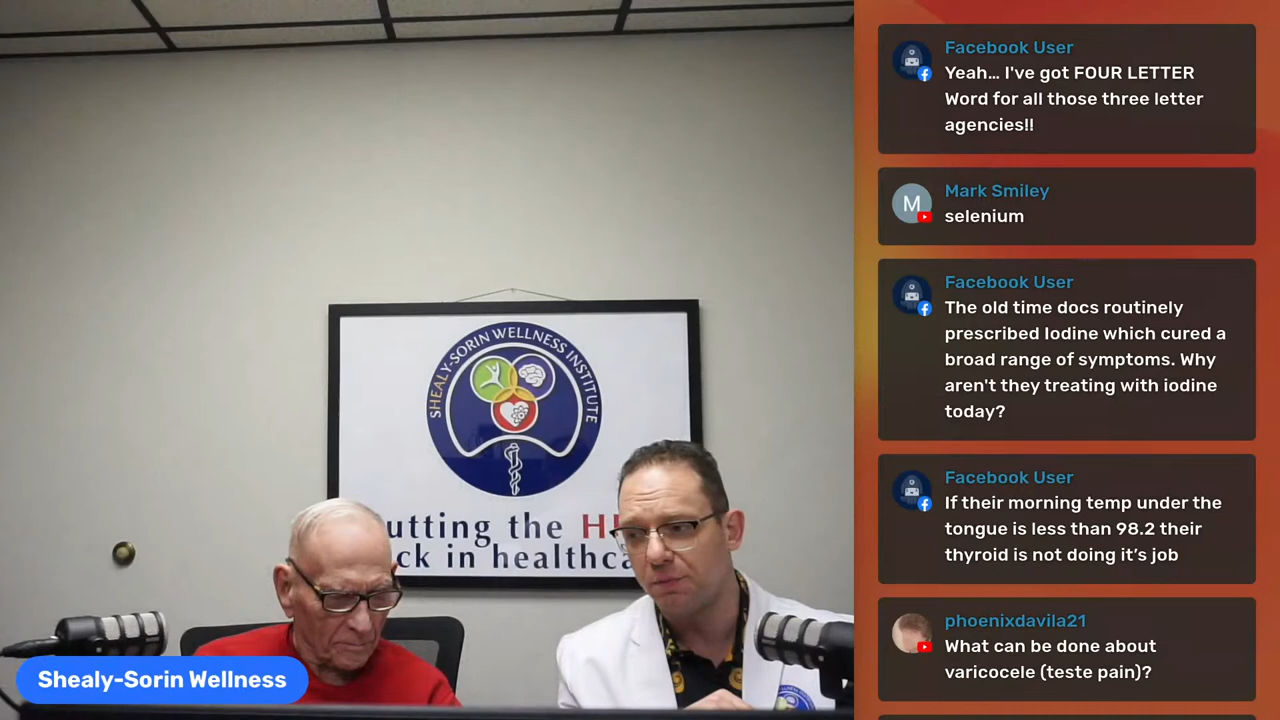 SHEALY-SORIN WELLNESS INSTITUTE
utting the H
ck in healthca
Shealy-Sorin Wellness
Facebook User
Yeah… I've got FOUR LETTER
Word for all those three letter
agencies!!
M
Mark Smiley
selenium
Facebook User
The old time docs routinely
prescribed Iodine which cured a
broad range of symptoms. Why
aren't they treating with iodine
today?
Facebook User
If their morning temp under the
tongue is less than 98.2 their
thyroid is not doing it’s job
phoenixdavila21
What can be done about
varicocele (teste pain)?